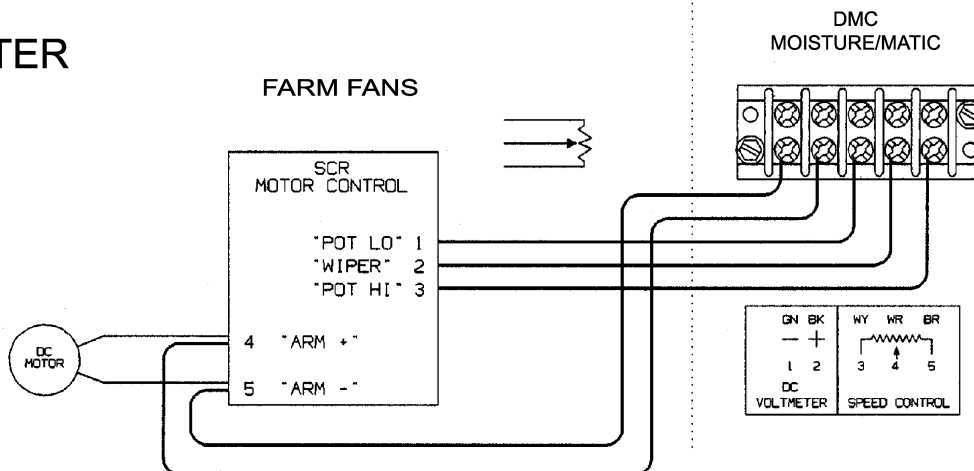 TER
FARM FANS
DMC
MOISTURE/MATIC
SCR
MOTOR CONTROL
"POT LO" 1
"WIPER" 2
"POT HI" 3
4 "ARM +"
5 "ARM -"
DC
MOTOR
GN BK WY WR BR
- +
1 2 3 4 5
DC
VOLTMETER SPEED CONTROL